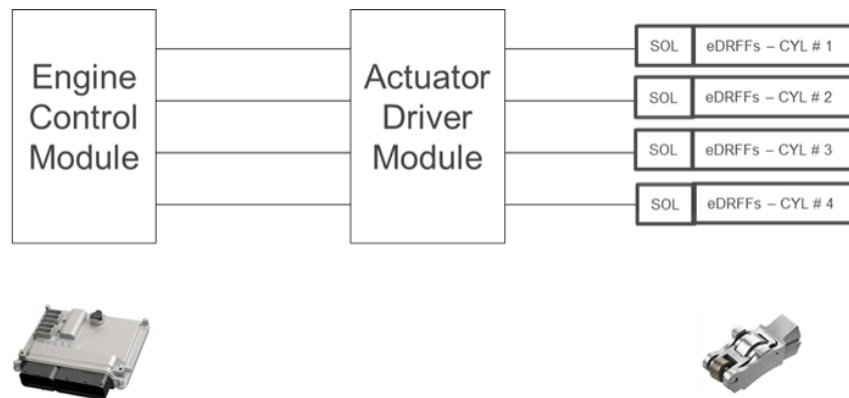 Engine
Control
Module
Actuator
Driver
Module
SOL eDRFFs – CYL # 1
SOL eDRFFs – CYL # 2
SOL eDRFFs – CYL # 3
SOL eDRFFs – CYL # 4